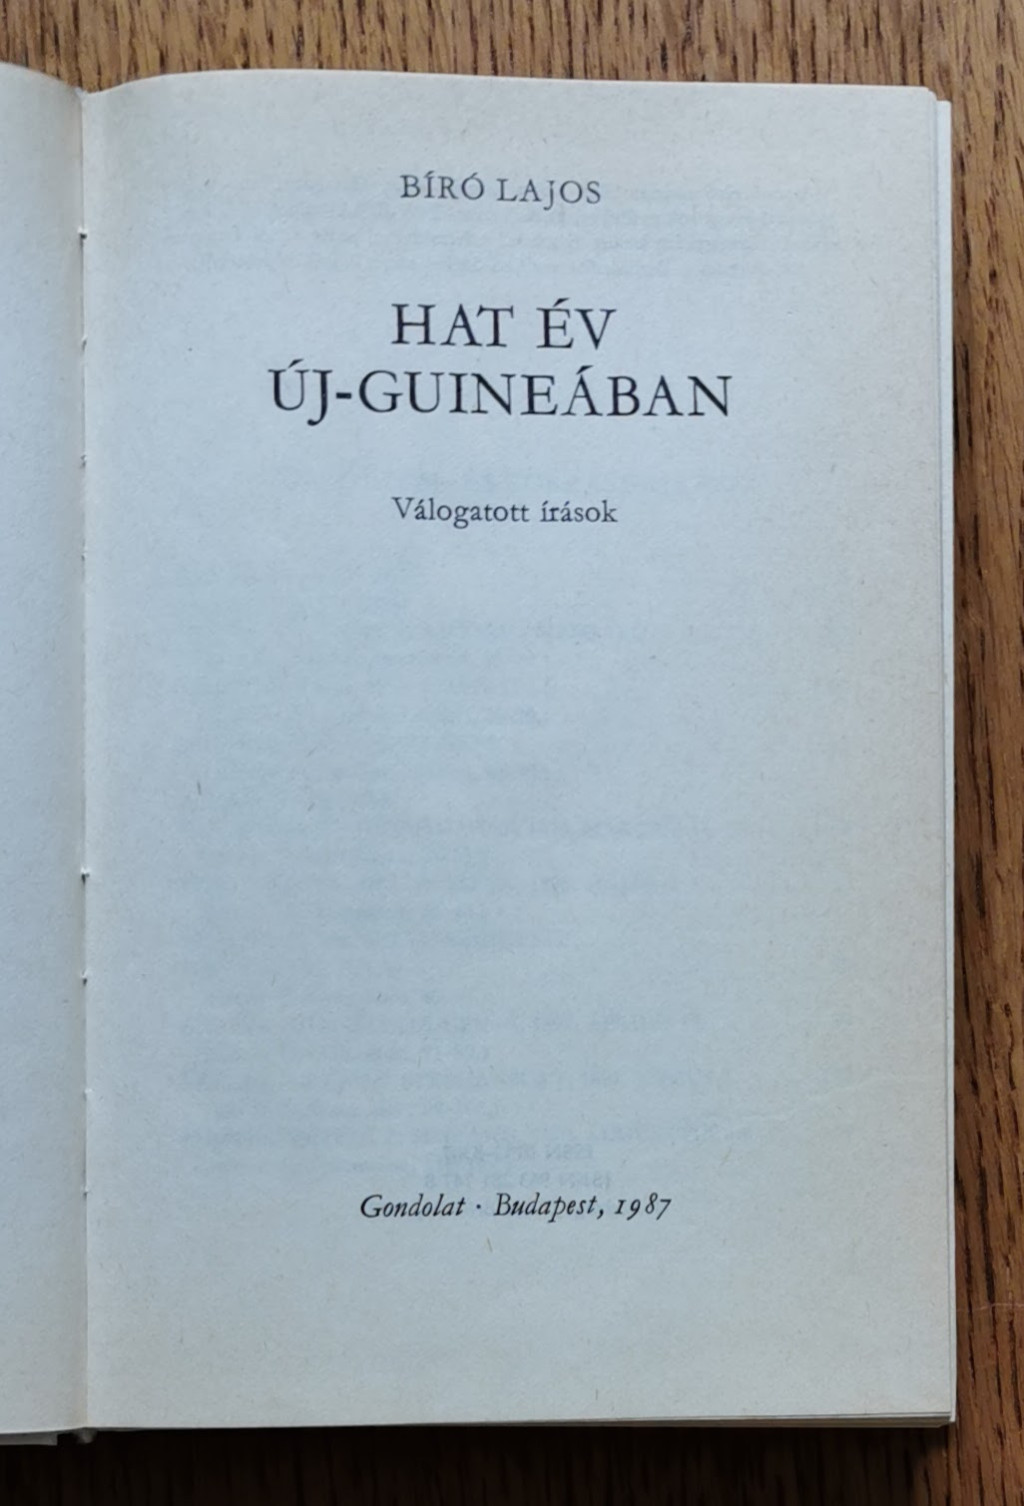 BÍRÓ LAJOS
HAT ÉV
ÚJ-GUINEÁBAN
Válogatott írások
Gondolat · Budapest, 1987